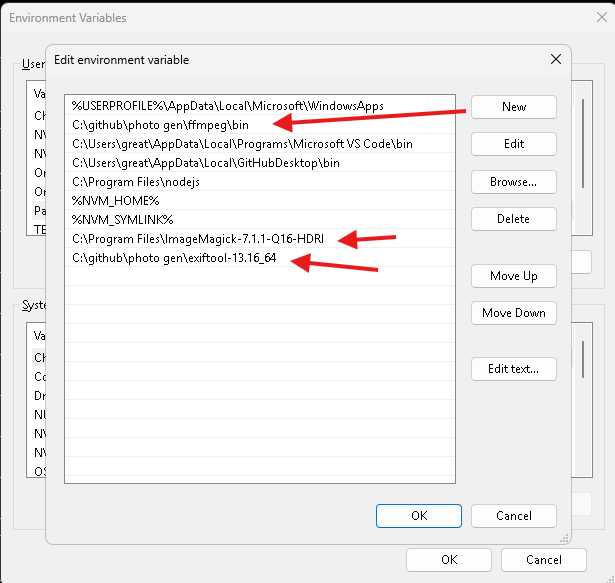 Environment Variables
User
Edit environment variable
Va
%USERPROFILE%\AppData\Local\Microsoft\WindowsApps
New
C:\github\photo gen\ffmpeg\bin
C:\Users\great\AppData\Local\Programs\Microsoft VS Code\bin
Edit
C:\Users\great\AppData\Local\GitHubDesktop\bin
C:\Program Files\nodejs
Browse...
%NVM_HOME%
%NVM_SYMLINK%
Delete
C:\Program Files\ImageMagick-7.1.1-Q16-HDRI
C:\github\photo gen\exiftool-13.16_64
Move Up
Move Down
Edit text...
Ch
NV
NV
On
On
Pa
TE
Syste
Va
Ch
Co
Dr
NU
NV
NV
OS
OK
Cancel
OK
Cancel